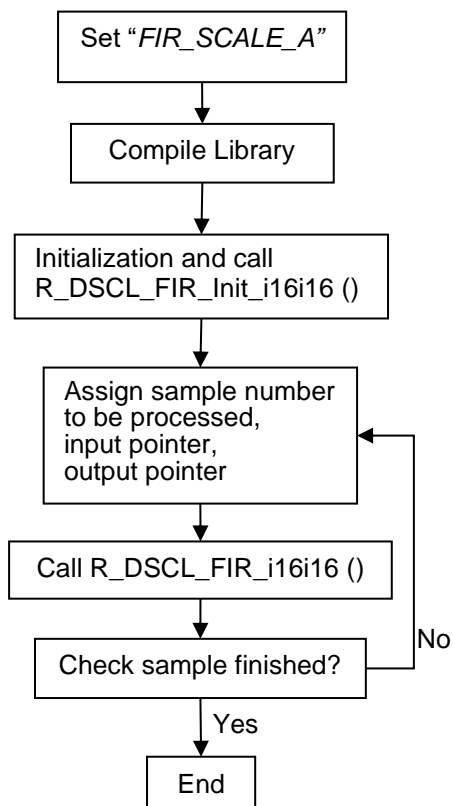 Set “FIR_SCALE_A”
Compile Library
Initialization and call
R_DSCL_FIR_Init_i16i16 ()
Assign sample number
to be processed,
input pointer,
output pointer
Call R_DSCL_FIR_i16i16 ()
Check sample finished?
No
Yes
End